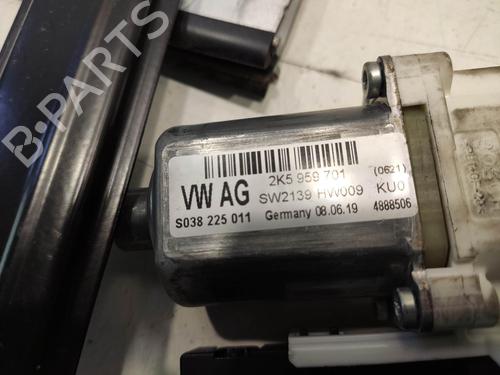 B-PARTS
2K5 959 701 (0621)
VW AG SW2139 HW009 KU0
S038 225 011 Germany 08.06.19 4888506